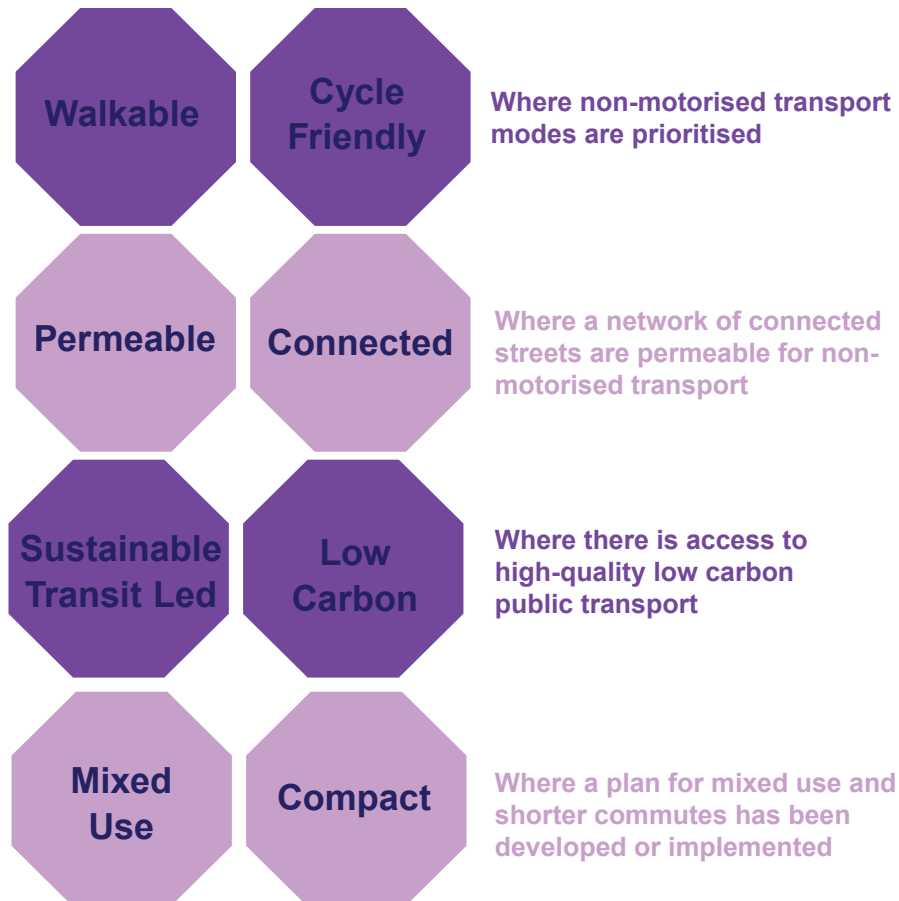 Walkable
Cycle
Friendly
Where non-motorised transport
modes are prioritised
Permeable
Connected
Where a network of connected
streets are permeable for non-
motorised transport
Sustainable
Transit Led
Low
Carbon
Where there is access to
high-quality low carbon
public transport
Mixed
Use
Compact
Where a plan for mixed use and
shorter commutes has been
developed or implemented